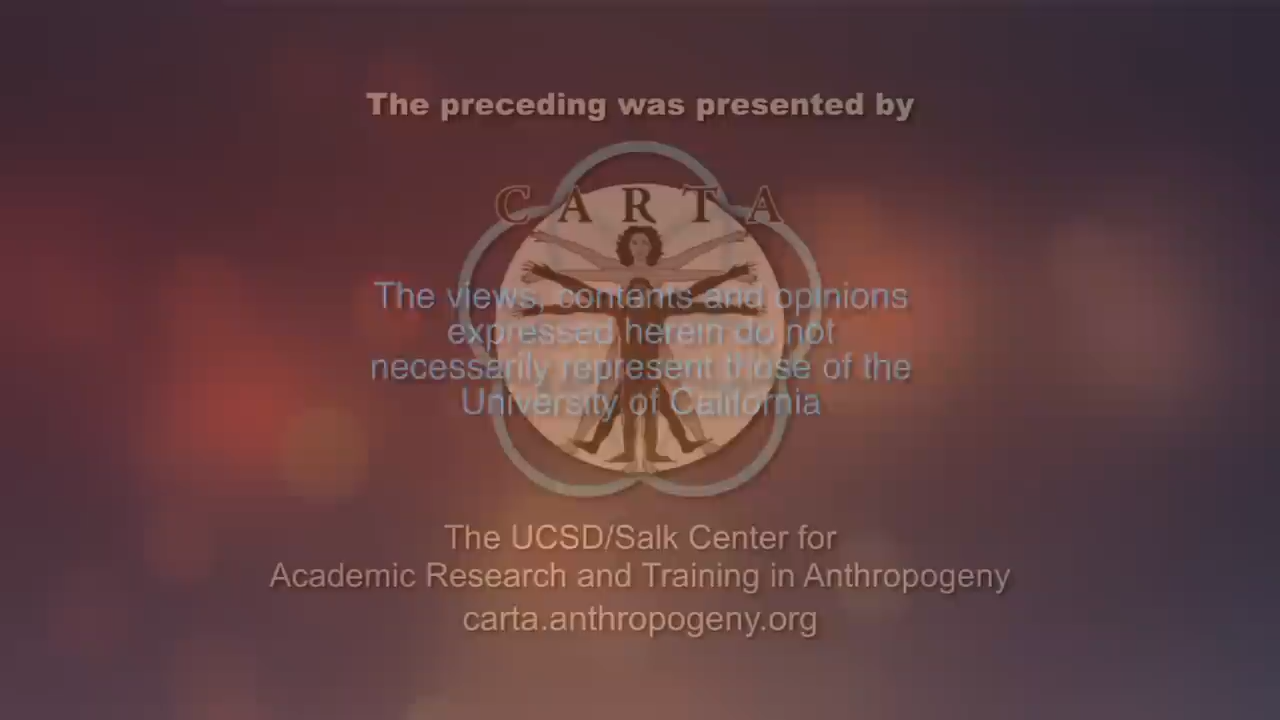 The preceding was presented by
CARTA
The views, contents and opinions
expressed herein do not
necessarily represent those of the
University of California
The UCSD/Salk Center for
Academic Research and Training in Anthropogeny
carta.anthropogeny.org